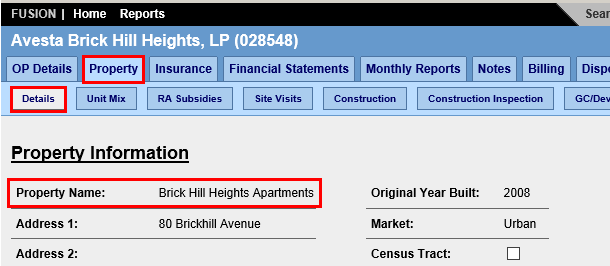 FUSION | Home Reports Sear
Avesta Brick Hill Heights, LP (028548)
OP Details Property Insurance Financial Statements Monthly Reports Notes Billing Dispo
Details Unit Mix RA Subsidies Site Visits Construction Construction Inspection GC/Dev
Property Information
Property Name: Brick Hill Heights Apartments Original Year Built: 2008
Address 1: 80 Brickhill Avenue Market: Urban
Address 2: Census Tract: